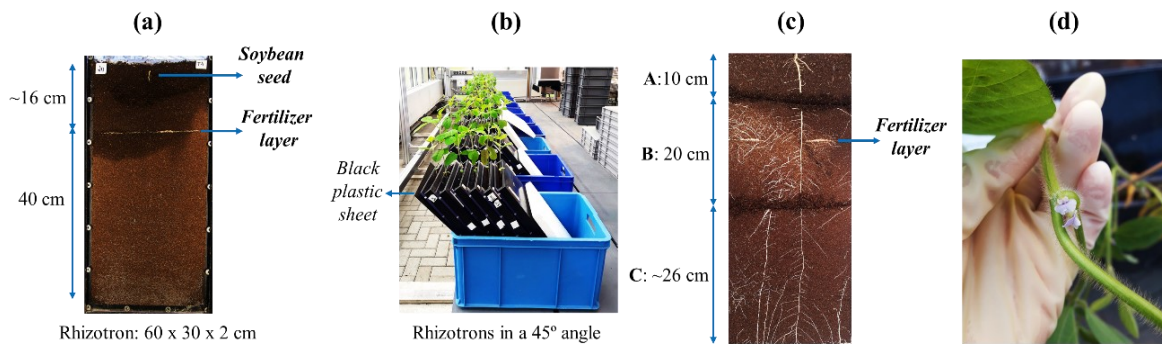 (a)
Soybean
seed
~16 cm
Fertilizer
layer
40 cm
Rhizotron: 60 x 30 x 2 cm
(b)
Black
plastic
sheet
Rhizotrons in a 45º angle
(c)
A:10 cm
B: 20 cm
Fertilizer
layer
C: ~26 cm
(d)